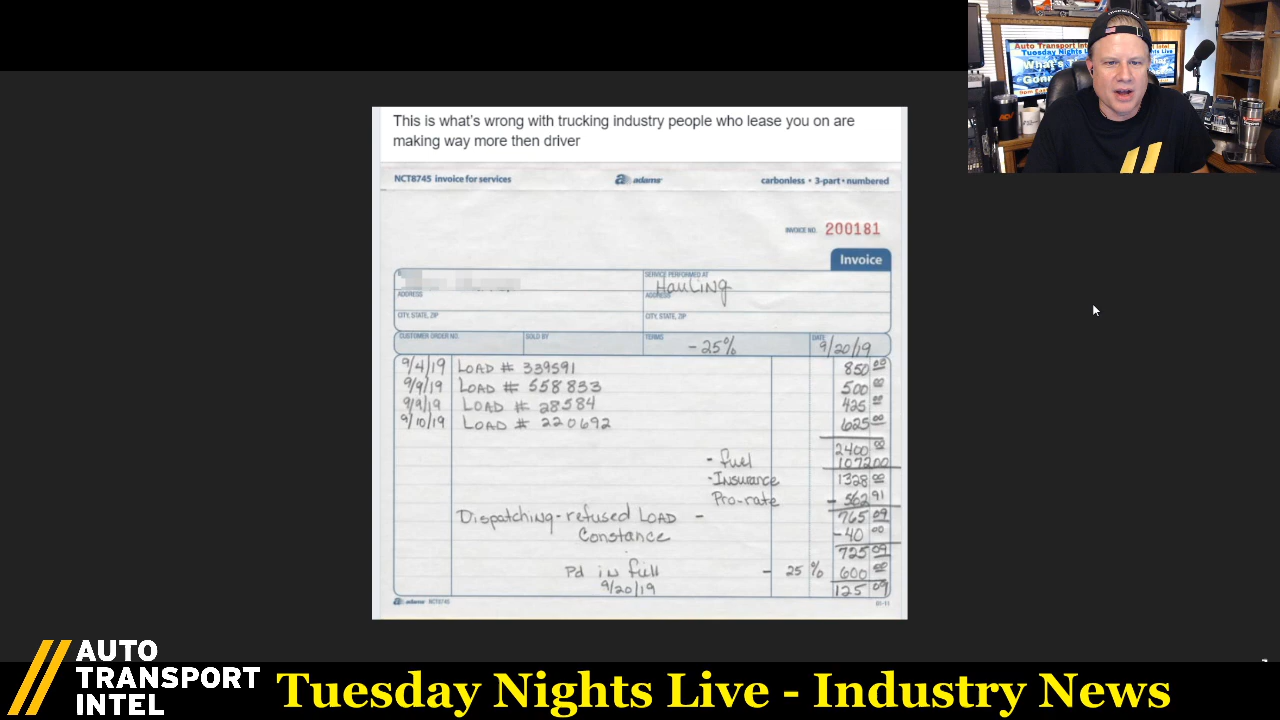 This is what's wrong with trucking industry people who lease you on are
making way more then driver
NCT8745 invoice for services adams carbonless • 3-part • numbered
INVOICE NO. 200181
Invoice
SERVICE PERFORMED AT
HauLiNg
ADDRESS ADDRESS
CITY, STATE, ZIP CITY, STATE, ZIP
CUSTOMER ORDER NO. SOLD BY TERMS DATE
- 25% 9/20/19
9/4/19 LOAD # 339591 850 00
9/9/19 LOAD # 558833 500 00
9/9/19 LOAD # 28584 425 00
9/10/19 LOAD # 220692 625 00
2400 00
- fuel 1072 00
- Insurance 1328 00
Pro-rate - 562 91
Dispatching - refused LOAD - 765 09
Constance - 40 00
725 09
Pd in full - 25 % 600 00
9/20/19 125 09
adams NCT8745
Auto Transport Intel
Tuesday Nights Live
AUTO
TRANSPORT
INTEL
Tuesday Nights Live - Industry News